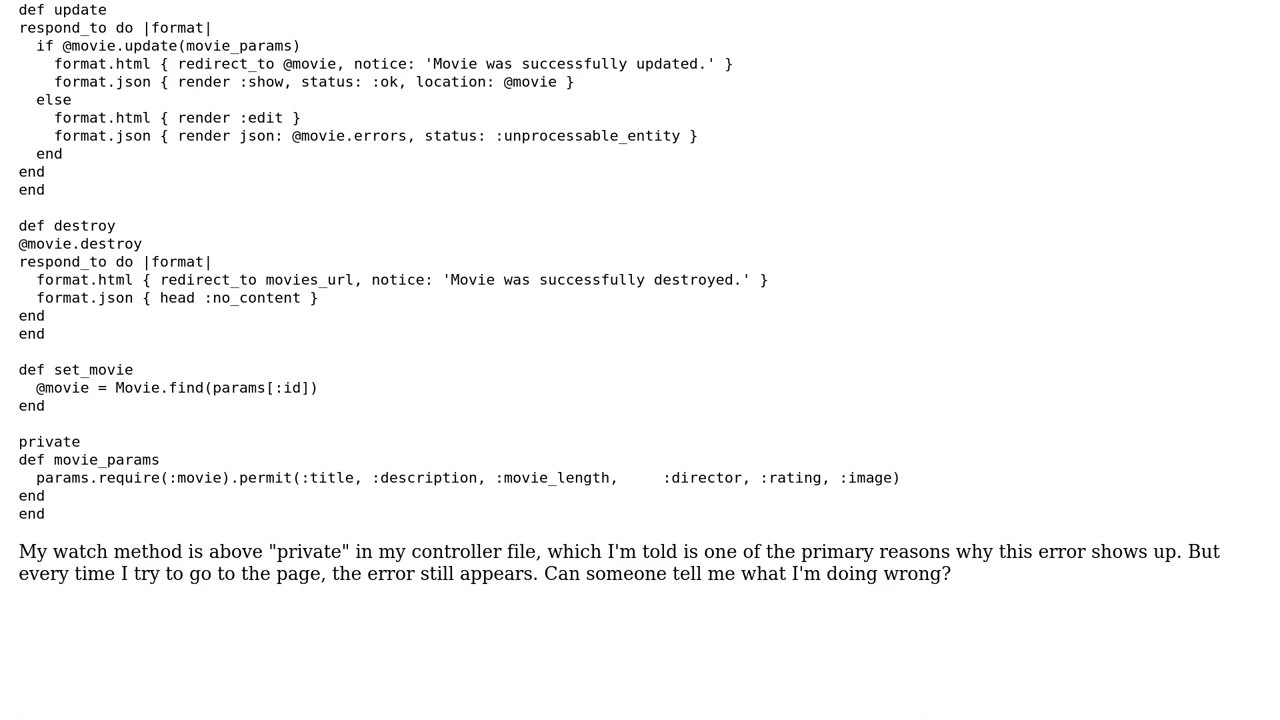 def update
respond_to do |format|
  if @movie.update(movie_params)
    format.html { redirect_to @movie, notice: 'Movie was successfully updated.' }
    format.json { render :show, status: :ok, location: @movie }
  else
    format.html { render :edit }
    format.json { render json: @movie.errors, status: :unprocessable_entity }
  end
end
end

def destroy
@movie.destroy
respond_to do |format|
  format.html { redirect_to movies_url, notice: 'Movie was successfully destroyed.' }
  format.json { head :no_content }
end
end

def set_movie
  @movie = Movie.find(params[:id])
end

private
def movie_params
  params.require(:movie).permit(:title, :description, :movie_length,     :director, :rating, :image)
end
end

My watch method is above "private" in my controller file, which I'm told is one of the primary reasons why this error shows up. But
every time I try to go to the page, the error still appears. Can someone tell me what I'm doing wrong?